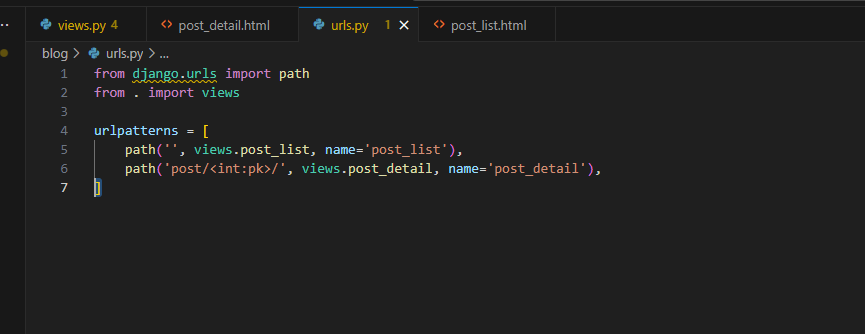 views.py 4 post_detail.html urls.py 1 post_list.html
blog > urls.py > ...
1 from django.urls import path
2 from . import views
3
4 urlpatterns = [
5 path('', views.post_list, name='post_list'),
6 path('post/<int:pk>/', views.post_detail, name='post_detail'),
7 ]